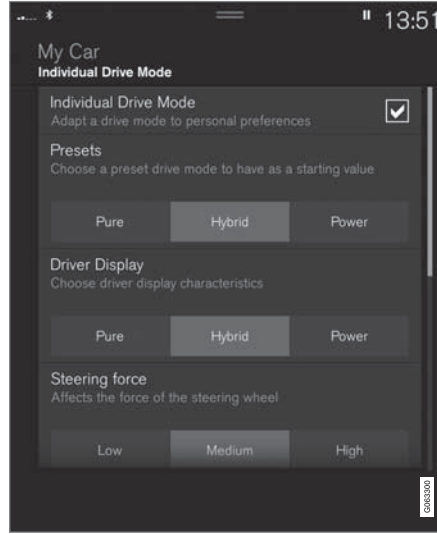 13:51
My Car
Individual Drive Mode
Individual Drive Mode
Adapt a drive mode to personal preferences
Presets
Choose a preset drive mode to have as a starting value
Pure Hybrid Power
Driver Display
Choose driver display characteristics
Pure Hybrid Power
Steering force
Affects the force of the steering wheel
Low Medium High
G063300